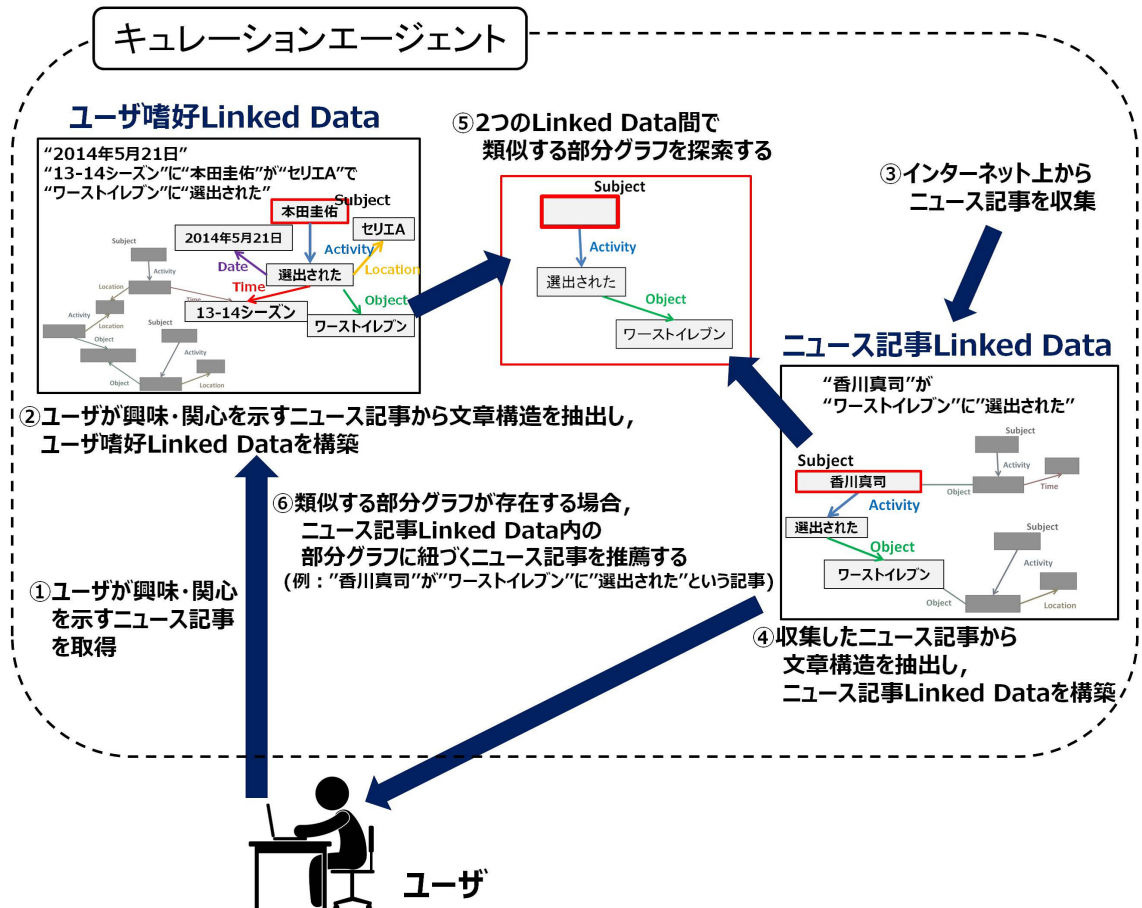 キュレーションエージェント
ユーザ嗜好Linked Data
“2014年5月21日”
“13-14シーズン”に“本田圭佑”が“セリエA”で
“ワーストイレブン”に“選出された”
Subject
本田圭佑
セリエA
2014年5月21日
Activity
Date
選出された
Location
Time
Object
13-14シーズン
ワーストイレブン
Subject
Activity
Location
Time
Location
Object
Subject
Activity
Object
Location
②ユーザが興味・関心を示すニュース記事から文章構造を抽出し，
ユーザ嗜好Linked Dataを構築
⑤2つのLinked Data間で
類似する部分グラフを探索する
Subject
Activity
選出された
Object
ワーストイレブン
③インターネット上から
ニュース記事を収集
ニュース記事Linked Data
“香川真司”が
“ワーストイレブン”に”選出された”
Subject
香川真司
Activity
選出された
Object
ワーストイレブン
Subject
Activity
Object
Time
Subject
Activity
Object
Location
④収集したニュース記事から
文章構造を抽出し，
ニュース記事Linked Dataを構築
⑥類似する部分グラフが存在する場合，
ニュース記事Linked Data内の
部分グラフに紐づくニュース記事を推薦する
(例：”香川真司”が”ワーストイレブン”に”選出された”という記事)
①ユーザが興味・関心
を示すニュース記事
を取得
ユーザ